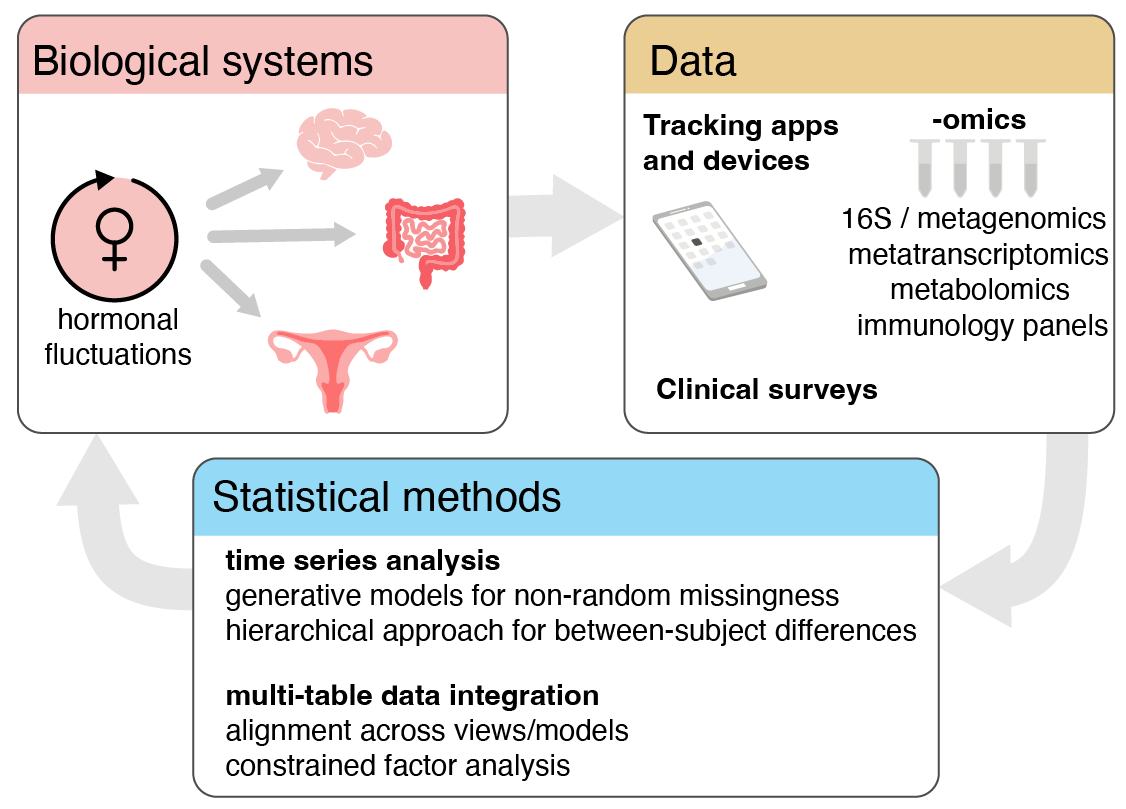 Biological systems
hormonal
fluctuations
Data
Tracking apps
and devices
-omics
16S / metagenomics
metatranscriptomics
metabolomics
immunology panels
Clinical surveys
Statistical methods
time series analysis
generative models for non-random missingness
hierarchical approach for between-subject differences
multi-table data integration
alignment across views/models
constrained factor analysis